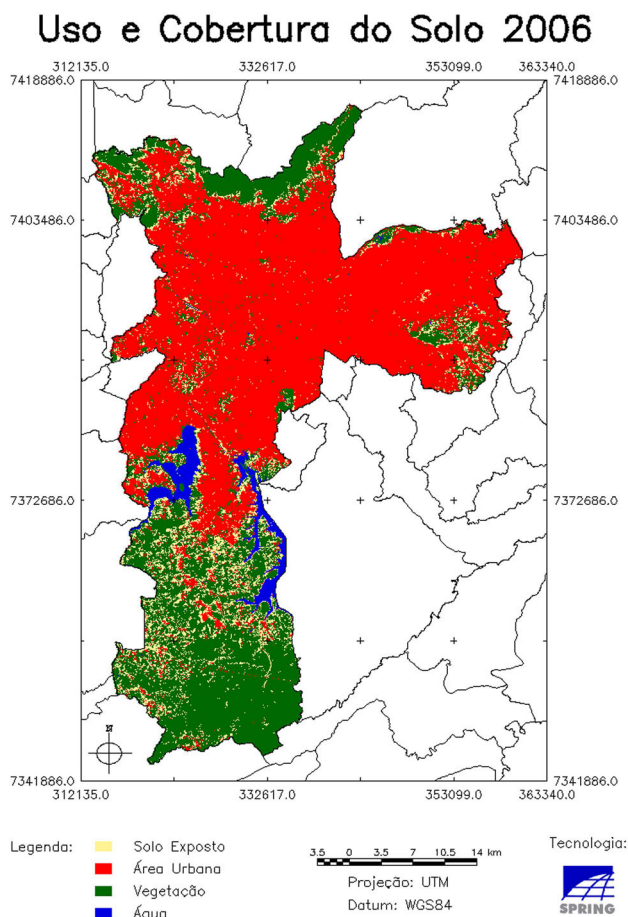 Uso e Cobertura do Solo 2006
312135.0 332617.0 353099.0 363340.0
7418886.0 7418886.0
7403486.0 7403486.0
7372686.0 7372686.0
7341886.0 7341886.0
312135.0 332617.0 353099.0 363340.0
N
Legenda:
Solo Exposto
Área Urbana
Vegetação
Água
3.5 0 3.5 7 10.5 14 km
Projeção: UTM
Datum: WGS84
Tecnologia:
SPRING